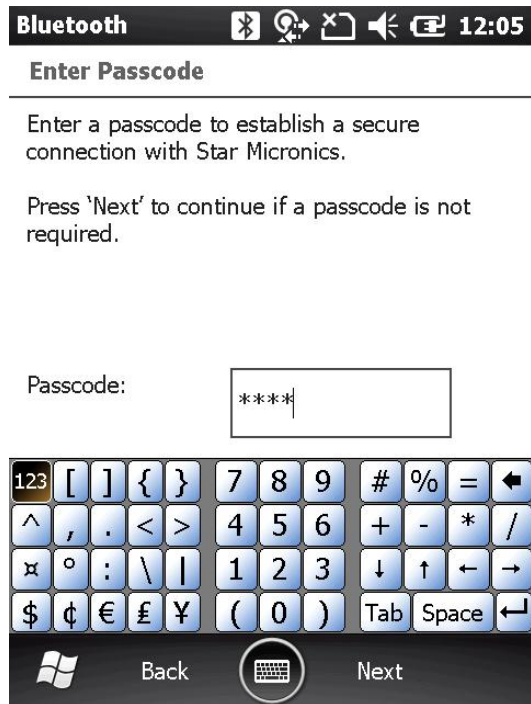 Bluetooth 12:05
Enter Passcode
Enter a passcode to establish a secure
connection with Star Micronics.
Press ‘Next’ to continue if a passcode is not
required.
Passcode: ****
123 [ ] { } 7 8 9 # % = ←
^ , . < > 4 5 6 + - * /
¤ ° : \ | 1 2 3 ↓ ↑ ← →
$ ¢ € ₤ ¥ ( 0 ) Tab Space ↵
Back Next